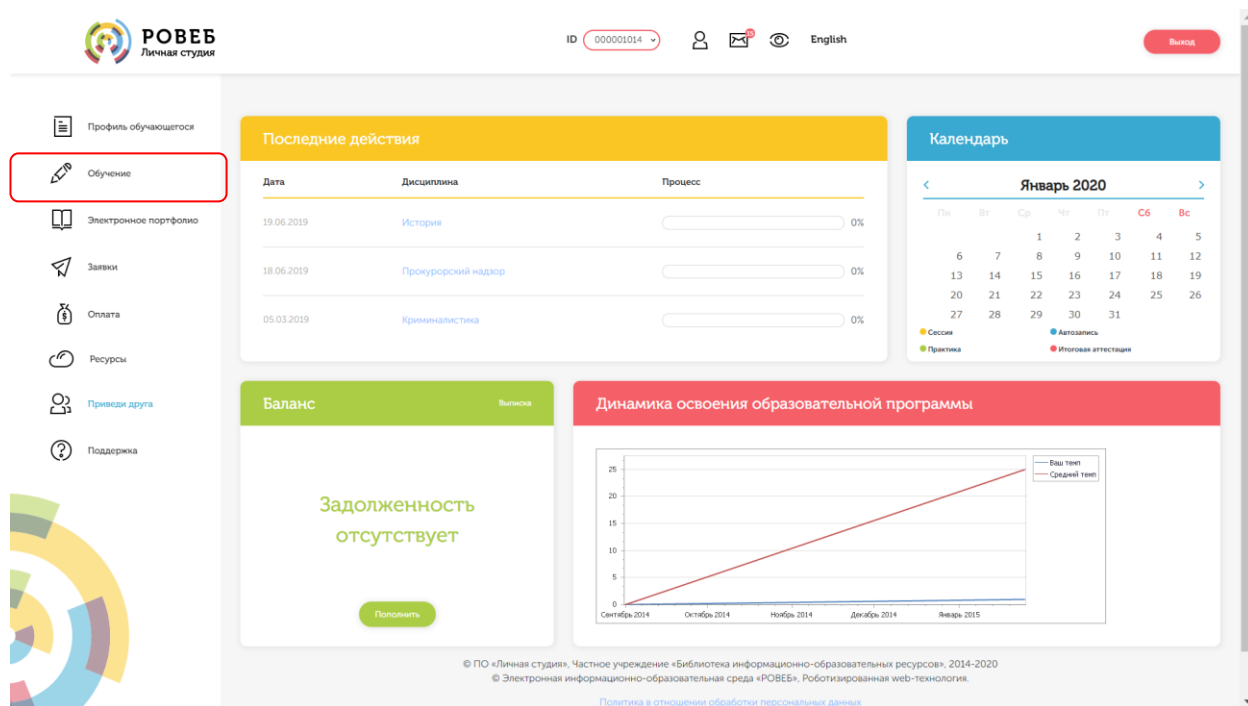 РОВЕБ
Личная студия
ID 000001014
English
Выход
Профиль обучающегося
Обучение
Электронное портфолио
Заявки
Оплата
Ресурсы
Приведи друга
Поддержка
Последние действия
Дата Дисциплина Процесс
19.06.2019 История 0%
18.06.2019 Прокурорский надзор 0%
05.03.2019 Криминалистика 0%
Календарь
Январь 2020
Пн Вт Ср Чт Пт Сб Вс
1 2 3 4 5
6 7 8 9 10 11 12
13 14 15 16 17 18 19
20 21 22 23 24 25 26
27 28 29 30 31
Сессия Автозапись
Практика Итоговая аттестация
Баланс Выписка
Задолженность
отсутствует
Пополнить
Динамика освоения образовательной программы
25
20
15
10
5
0
Сентябрь 2014 Октябрь 2014 Ноябрь 2014 Декабрь 2014 Январь 2015
Ваш темп
Средний темп
© ПО «Личная студия», Частное учреждение «Библиотека информационно-образовательных ресурсов», 2014-2020
© Электронная информационно-образовательная среда «РОВЕБ», Роботизированная web-технология.
Политика в отношении обработки персональных данных